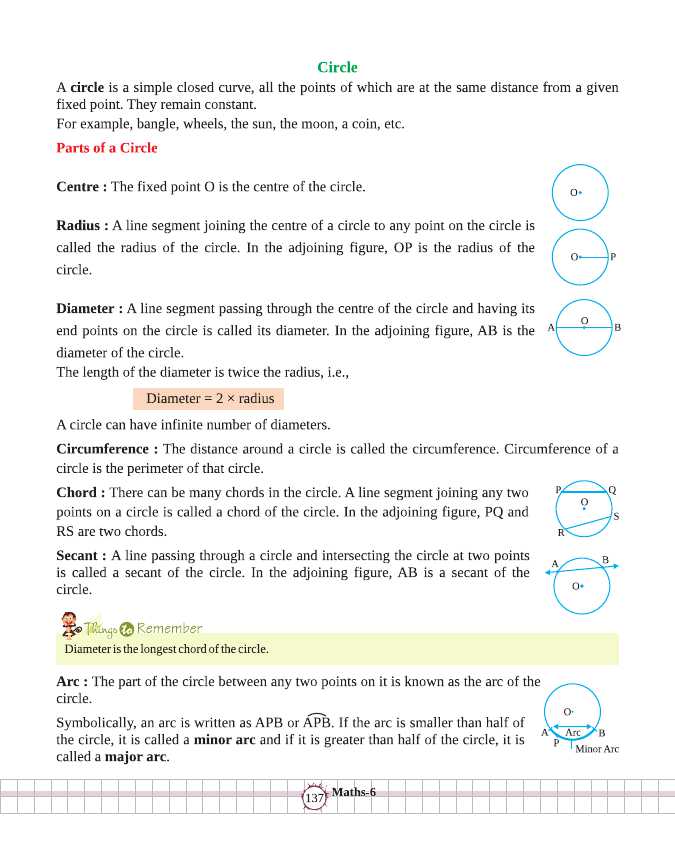 Circle
A circle is a simple closed curve, all the points of which are at the same distance from a given
fixed point. They remain constant.
For example, bangle, wheels, the sun, the moon, a coin, etc.
Parts of a Circle
Centre : The fixed point O is the centre of the circle.
O
Radius : A line segment joining the centre of a circle to any point on the circle is
called the radius of the circle. In the adjoining figure, OP is the radius of the
circle.
O P
Diameter : A line segment passing through the centre of the circle and having its
end points on the circle is called its diameter. In the adjoining figure, AB is the
diameter of the circle.
O
A B
The length of the diameter is twice the radius, i.e.,
Diameter = 2 × radius
A circle can have infinite number of diameters.
Circumference : The distance around a circle is called the circumference. Circumference of a
circle is the perimeter of that circle.
Chord : There can be many chords in the circle. A line segment joining any two
points on a circle is called a chord of the circle. In the adjoining figure, PQ and
RS are two chords.
P Q
O
S
R
Secant : A line passing through a circle and intersecting the circle at two points
is called a secant of the circle. In the adjoining figure, AB is a secant of the
circle.
A B
O
Things to Remember
Diameter is the longest chord of the circle.
Arc : The part of the circle between any two points on it is known as the arc of the
circle.
Symbolically, an arc is written as APB or APB. If the arc is smaller than half of
the circle, it is called a minor arc and if it is greater than half of the circle, it is
called a major arc.
O
A Arc B
P
Minor Arc
137 Maths-6